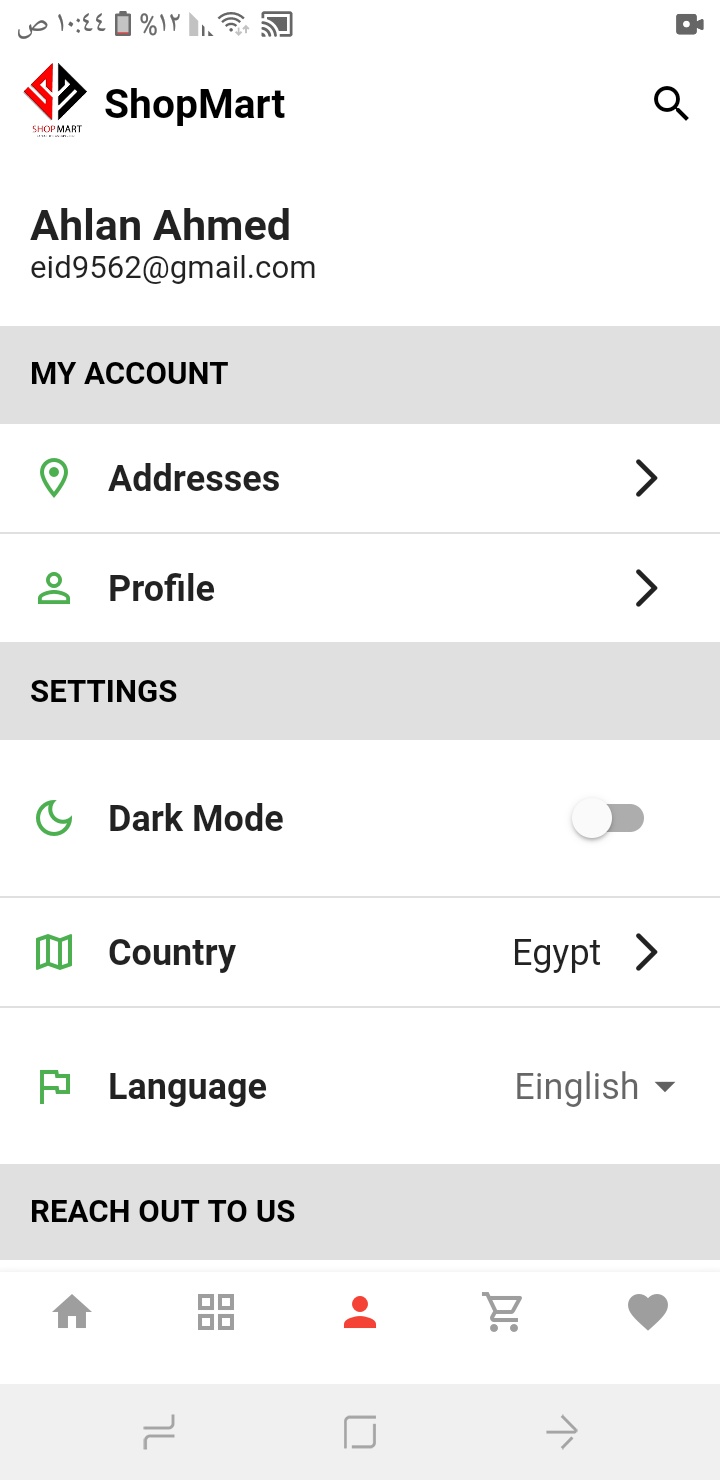 ص ١٠:٤٤ %١٢
ShopMart
SHOPMART
Ahlan Ahmed
eid9562@gmail.com
MY ACCOUNT
Addresses
Profile
SETTINGS
Dark Mode
Country Egypt
Language Einglish
REACH OUT TO US